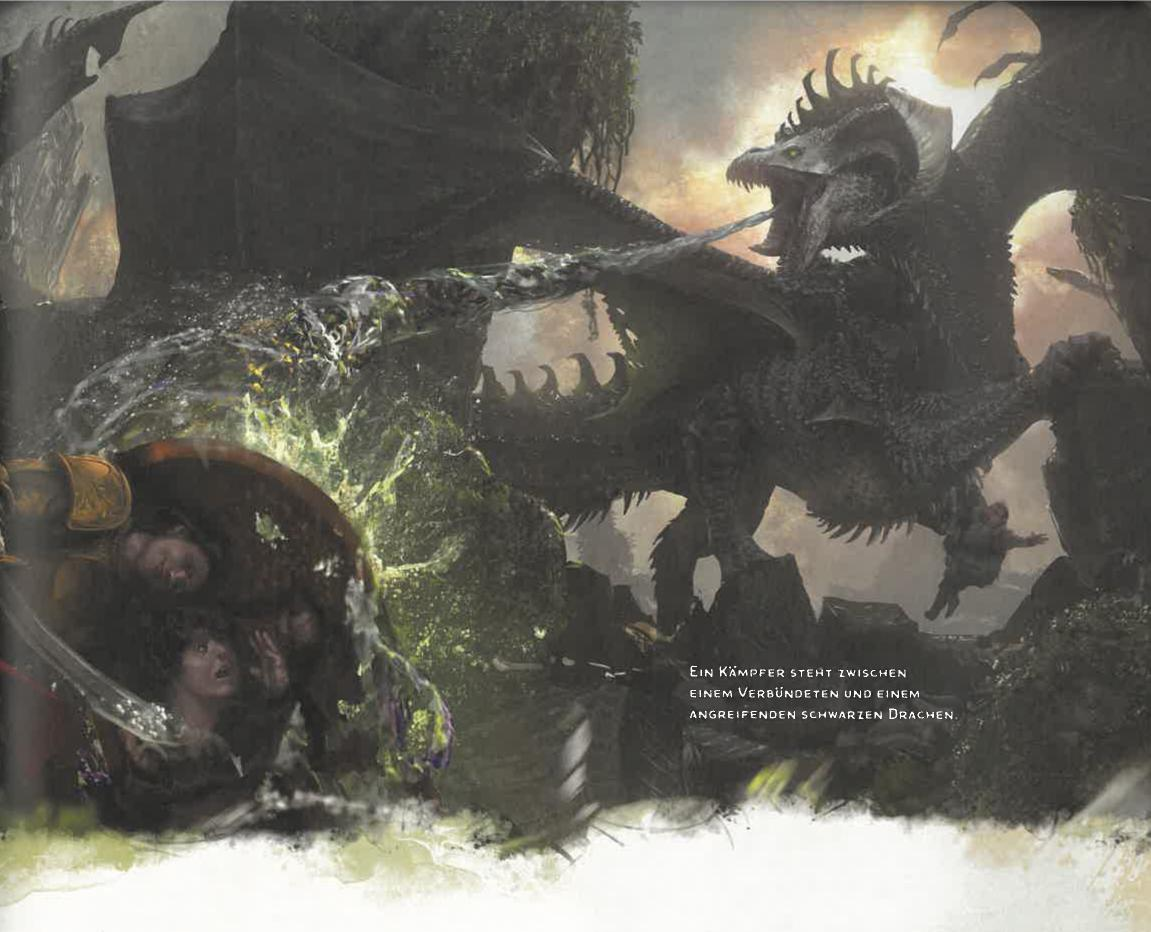 Ein Kämpfer steht zwischen
einem Verbündeten und einem
angreifenden schwarzen Drachen.